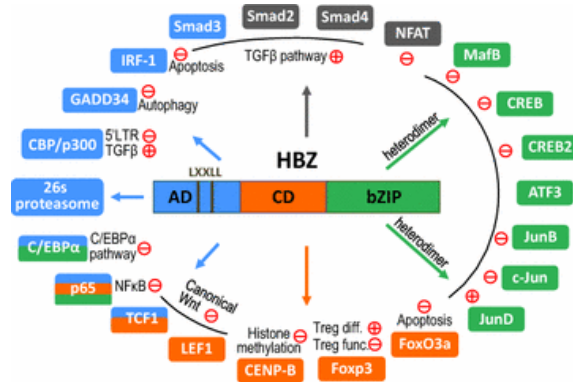 Smad3
Smad2
Smad4
NFAT
MafB
CREB
CREB2
ATF3
JunB
c-Jun
JunD
IRF-1
⊖
Apoptosis
TGFβ pathway ⊕
⊖
⊖
⊖
⊖
GADD34
⊖
Autophagy
CBP/p300
5'LTR ⊖
TGFβ ⊕
LXXLL
HBZ
heterodimer
26s
proteasome
AD
CD
bZIP
C/EBPα
C/EBPα
pathway ⊖
heterodimer
⊖
⊖
⊕
p65
NFκB ⊖
Canonical
Wnt ⊖
TCF1
LEF1
Histone ⊖
methylation
CENP-B
Treg diff. ⊕
Treg func. ⊖
Foxp3
⊖
Apoptosis
FoxO3a